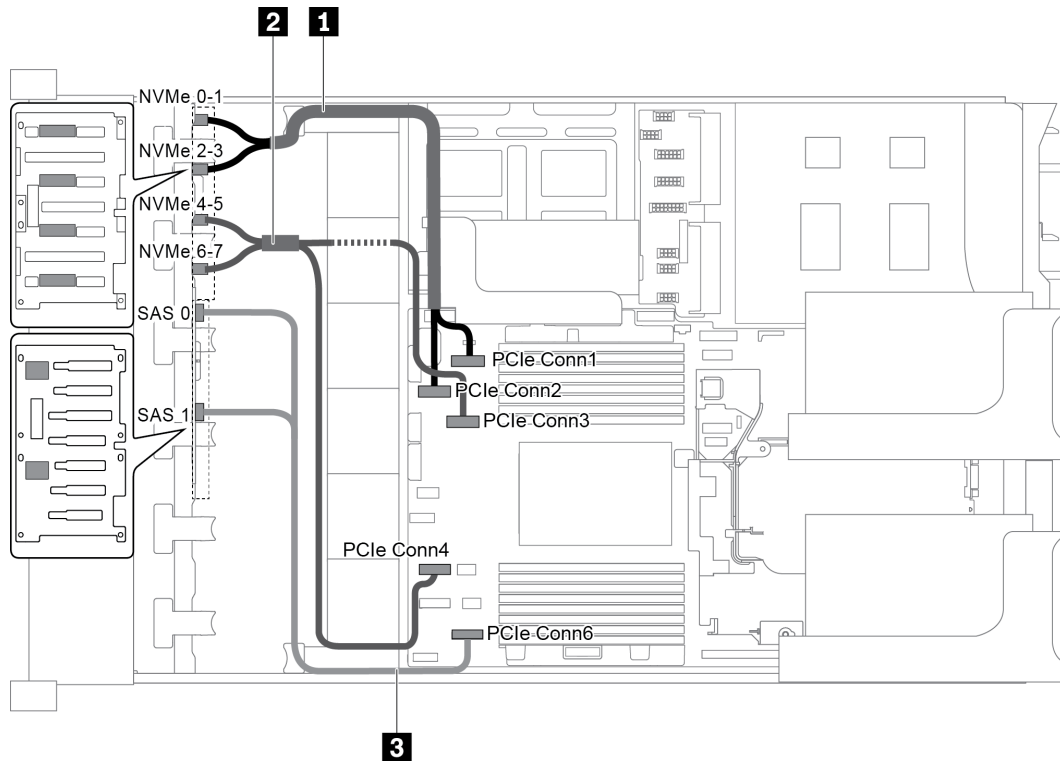 2 1
NVMe 0-1
NVMe 2-3
NVMe 4-5
NVMe 6-7
SAS 0
PCIe Conn1
PCIe Conn2
SAS 1
PCIe Conn3
PCIe Conn4
PCIe Conn6
3